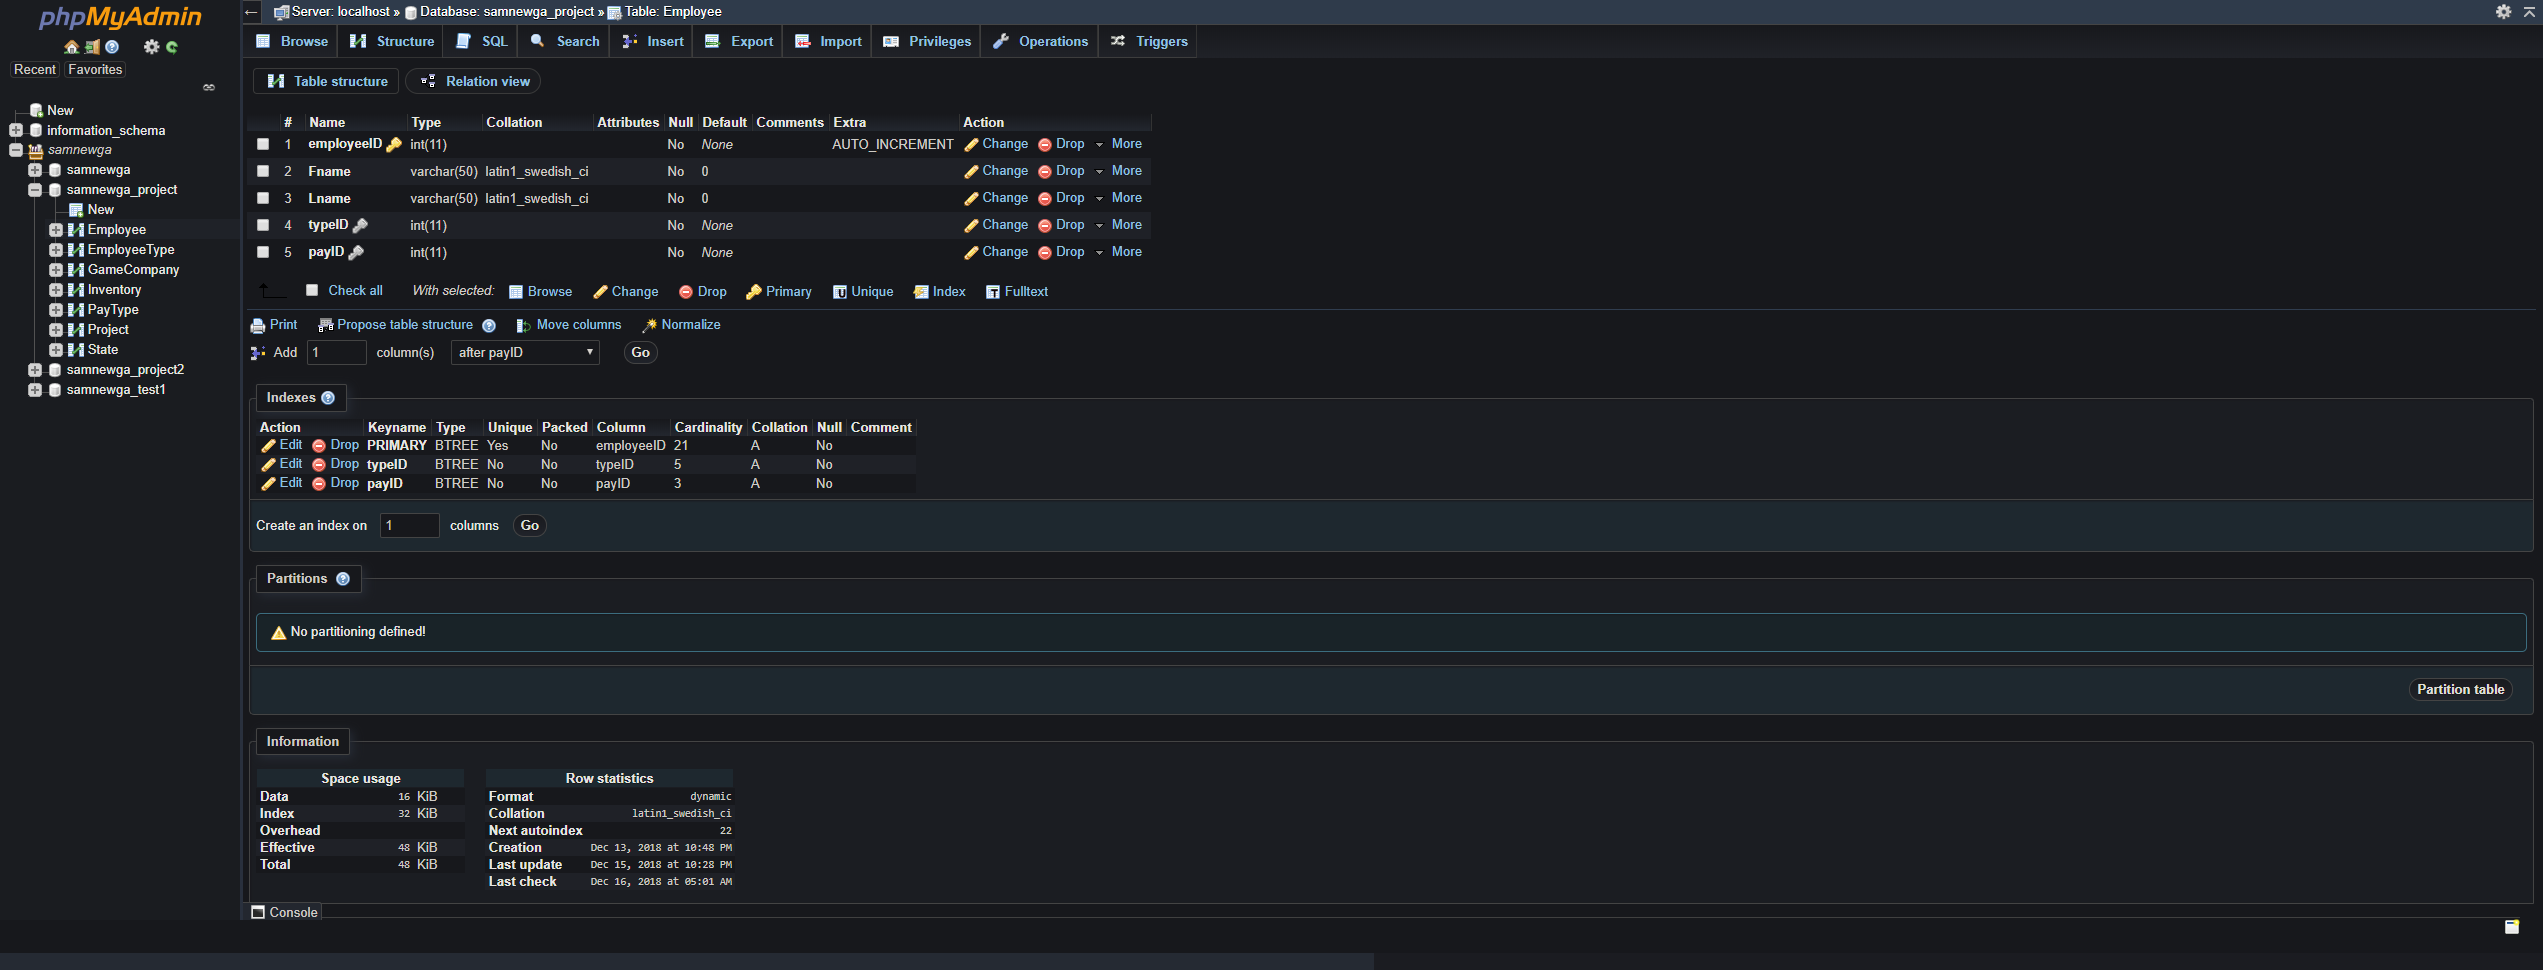 phpMyAdmin
Recent Favorites
New
information_schema
samnewga
samnewga
samnewga_project
New
Employee
EmployeeType
GameCompany
Inventory
PayType
Project
State
samnewga_project2
samnewga_test1
Server: localhost » Database: samnewga_project » Table: Employee
Browse Structure SQL Search Insert Export Import Privileges Operations Triggers
Table structure Relation view
# Name Type Collation Attributes Null Default Comments Extra Action
1 employeeID int(11) No None AUTO_INCREMENT Change Drop More
2 Fname varchar(50) latin1_swedish_ci No 0 Change Drop More
3 Lname varchar(50) latin1_swedish_ci No 0 Change Drop More
4 typeID int(11) No None Change Drop More
5 payID int(11) No None Change Drop More
Check all With selected: Browse Change Drop Primary Unique Index Fulltext
Print Propose table structure Move columns Normalize
Add 1 column(s) after payID Go
Indexes
Action Keyname Type Unique Packed Column Cardinality Collation Null Comment
Edit Drop PRIMARY BTREE Yes No employeeID 21 A No
Edit Drop typeID BTREE No No typeID 5 A No
Edit Drop payID BTREE No No payID 3 A No
Create an index on 1 columns Go
Partitions
No partitioning defined!
Partition table
Information
Space usage
Data 16 KiB
Index 32 KiB
Overhead
Effective 48 KiB
Total 48 KiB
Row statistics
Format dynamic
Collation latin1_swedish_ci
Next autoindex 22
Creation Dec 13, 2018 at 10:48 PM
Last update Dec 15, 2018 at 10:28 PM
Last check Dec 16, 2018 at 05:01 AM
Console